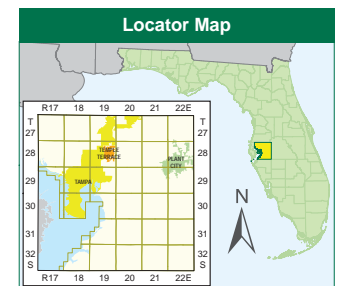 Locator Map
R17 18 19 20 21 22E
T
27
28
29
30
31
32
S
TEMPLE
TERRACE
PLANT
CITY
TAMPA
T
27
28
29
30
31
32
S
R17 18 19 20 21 22E
N